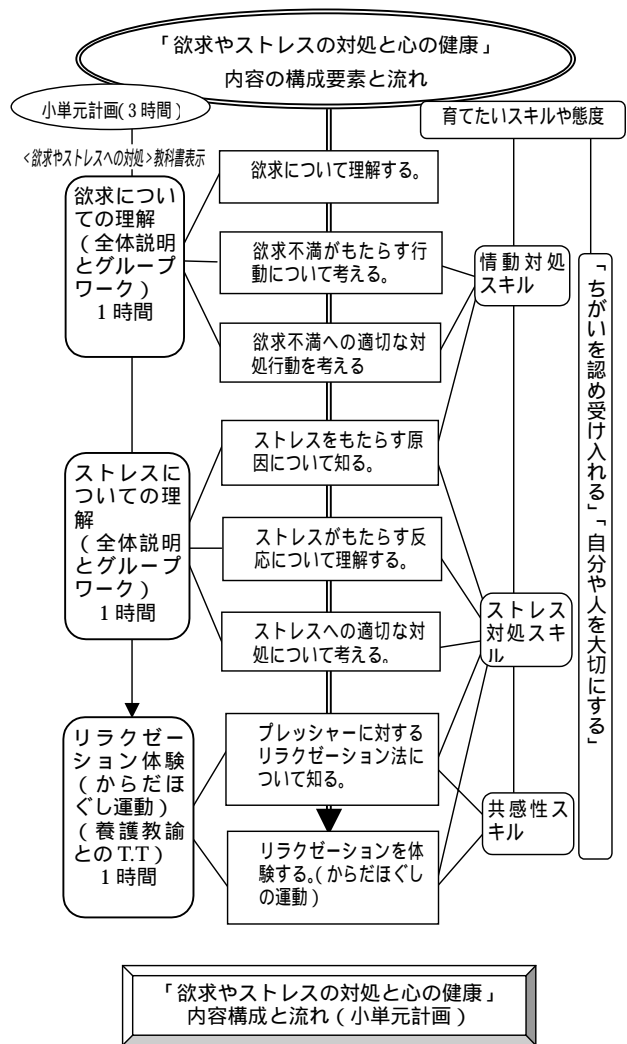 「欲求やストレスの対処と心の健康」
内容の構成要素と流れ
小単元計画(3時間)
育てたいスキルや態度
<欲求やストレスへの対処>教科書表示
欲求につい
ての理解
(全体説明
とグループ
ワーク)
1時間
欲求について理解する。
欲求不満がもたらす行
動について考える。
欲求不満への適切な対
処行動を考える
情動対処
スキル
「ちがいを認め受け入れる」「自分や人を大切にする」
ストレスに
ついての理
解
(全体説明
とグループ
ワーク)
1時間
ストレスをもたらす原
因について知る。
ストレスがもたらす反
応について理解する。
ストレスへの適切な対
処について考える。
ストレス
対処スキ
ル
リラクゼー
ション体験
(からだほ
ぐし運動)
(養護教諭
とのT.T)
1時間
プレッシャーに対する
リラクゼーション法に
ついて知る。
リラクゼーションを体
験する。(からだほぐし
の運動)
共感性ス
キル
「欲求やストレスの対処と心の健康」
内容構成と流れ(小単元計画)